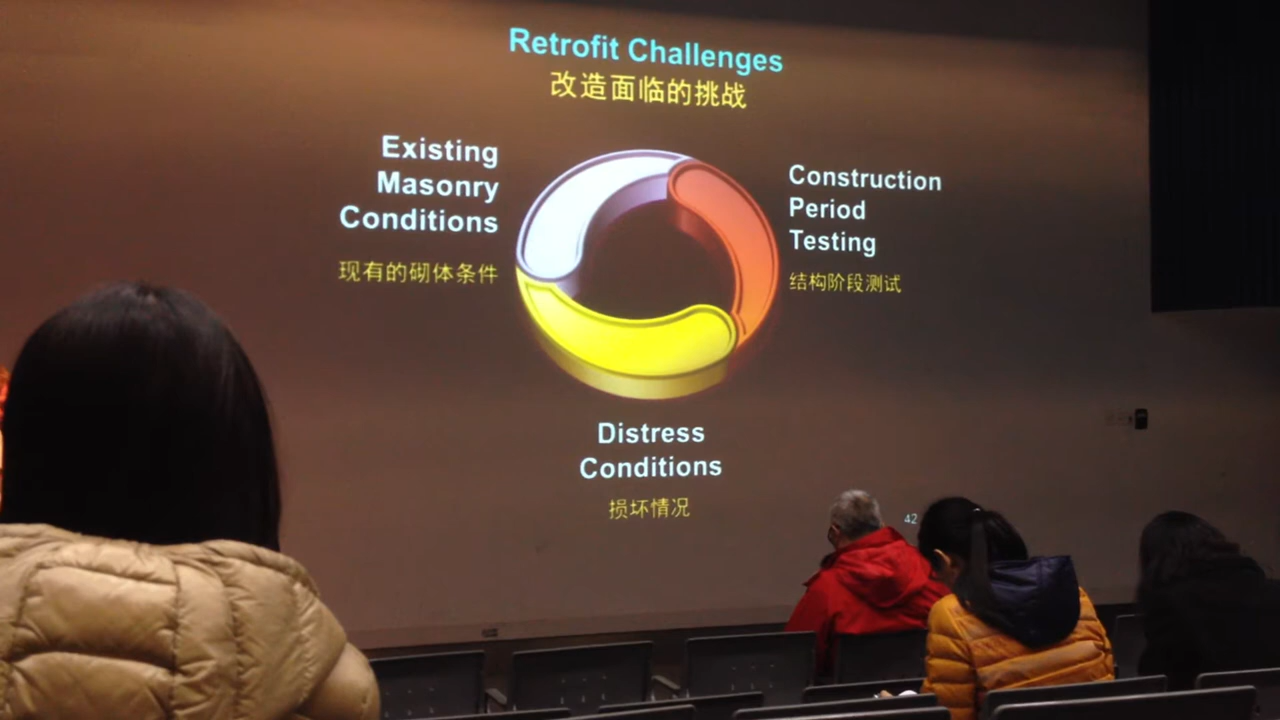 Retrofit Challenges
改造面临的挑战
Existing
Masonry
Conditions
现有的砌体条件
Construction
Period
Testing
结构阶段测试
Distress
Conditions
损坏情况
42